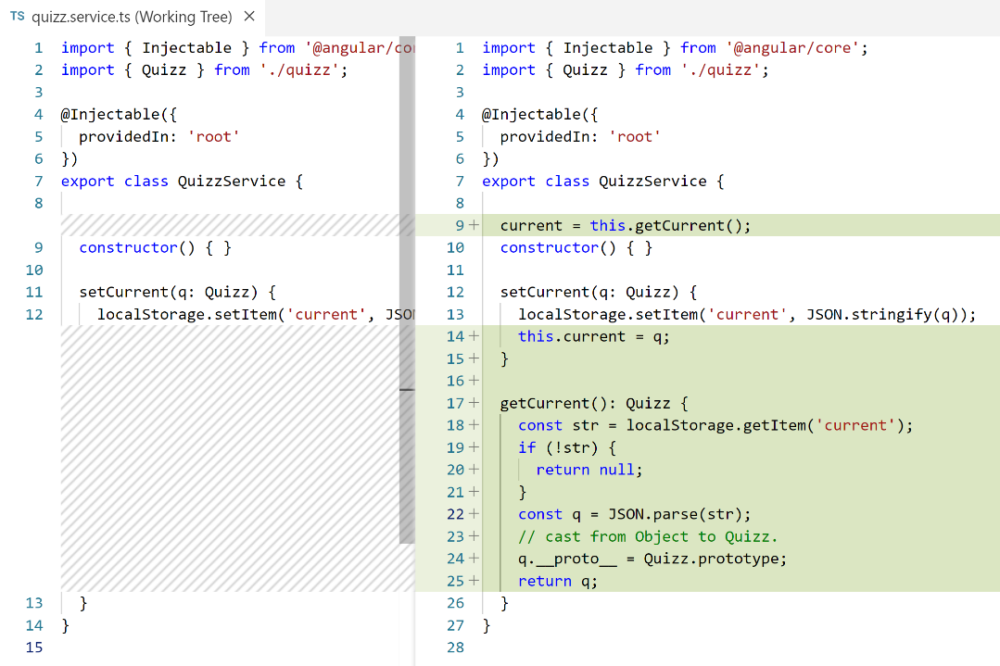 TS quizz.service.ts (Working Tree) ×
1 import { Injectable } from '@angular/co
2 import { Quizz } from './quizz';
3
4 @Injectable({
5 providedIn: 'root'
6 })
7 export class QuizzService {
8
9 constructor() { }
10
11 setCurrent(q: Quizz) {
12 localStorage.setItem('current', JSO
13 }
14 }
15
1 import { Injectable } from '@angular/core';
2 import { Quizz } from './quizz';
3
4 @Injectable({
5 providedIn: 'root'
6 })
7 export class QuizzService {
8
9+ current = this.getCurrent();
10 constructor() { }
11
12 setCurrent(q: Quizz) {
13 localStorage.setItem('current', JSON.stringify(q));
14+ this.current = q;
15+ }
16+
17+ getCurrent(): Quizz {
18+ const str = localStorage.getItem('current');
19+ if (!str) {
20+ return null;
21+ }
22+ const q = JSON.parse(str);
23+ // cast from Object to Quizz.
24+ q.__proto__ = Quizz.prototype;
25+ return q;
26 }
27 }
28